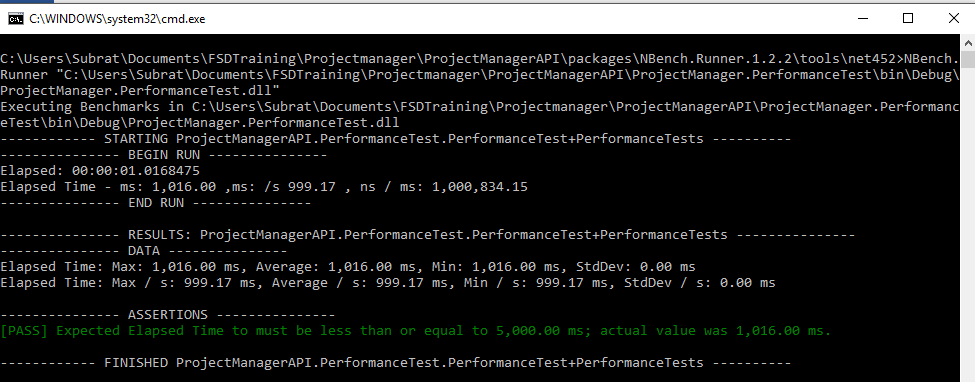 C:\WINDOWS\system32\cmd.exe
C:\Users\Subrat\Documents\FSDTraining\Projectmanager\ProjectManagerAPI\packages\NBench.Runner.1.2.2\tools\net452>NBench.
Runner "C:\Users\Subrat\Documents\FSDTraining\Projectmanager\ProjectManagerAPI\ProjectManager.PerformanceTest\bin\Debug\
ProjectManager.PerformanceTest.dll"
Executing Benchmarks in C:\Users\Subrat\Documents\FSDTraining\Projectmanager\ProjectManagerAPI\ProjectManager.Performanc
eTest\bin\Debug\ProjectManager.PerformanceTest.dll
------------ STARTING ProjectManagerAPI.PerformanceTest.PerformanceTest+PerformanceTests ----------
--------------- BEGIN RUN ---------------
Elapsed: 00:00:01.0168475
Elapsed Time - ms: 1,016.00 ,ms: /s 999.17 , ns / ms: 1,000,834.15
--------------- END RUN ---------------
--------------- RESULTS: ProjectManagerAPI.PerformanceTest.PerformanceTest+PerformanceTests ---------------
--------------- DATA ---------------
Elapsed Time: Max: 1,016.00 ms, Average: 1,016.00 ms, Min: 1,016.00 ms, StdDev: 0.00 ms
Elapsed Time: Max / s: 999.17 ms, Average / s: 999.17 ms, Min / s: 999.17 ms, StdDev / s: 0.00 ms
--------------- ASSERTIONS ---------------
[PASS] Expected Elapsed Time to must be less than or equal to 5,000.00 ms; actual value was 1,016.00 ms.
------------ FINISHED ProjectManagerAPI.PerformanceTest.PerformanceTest+PerformanceTests ----------